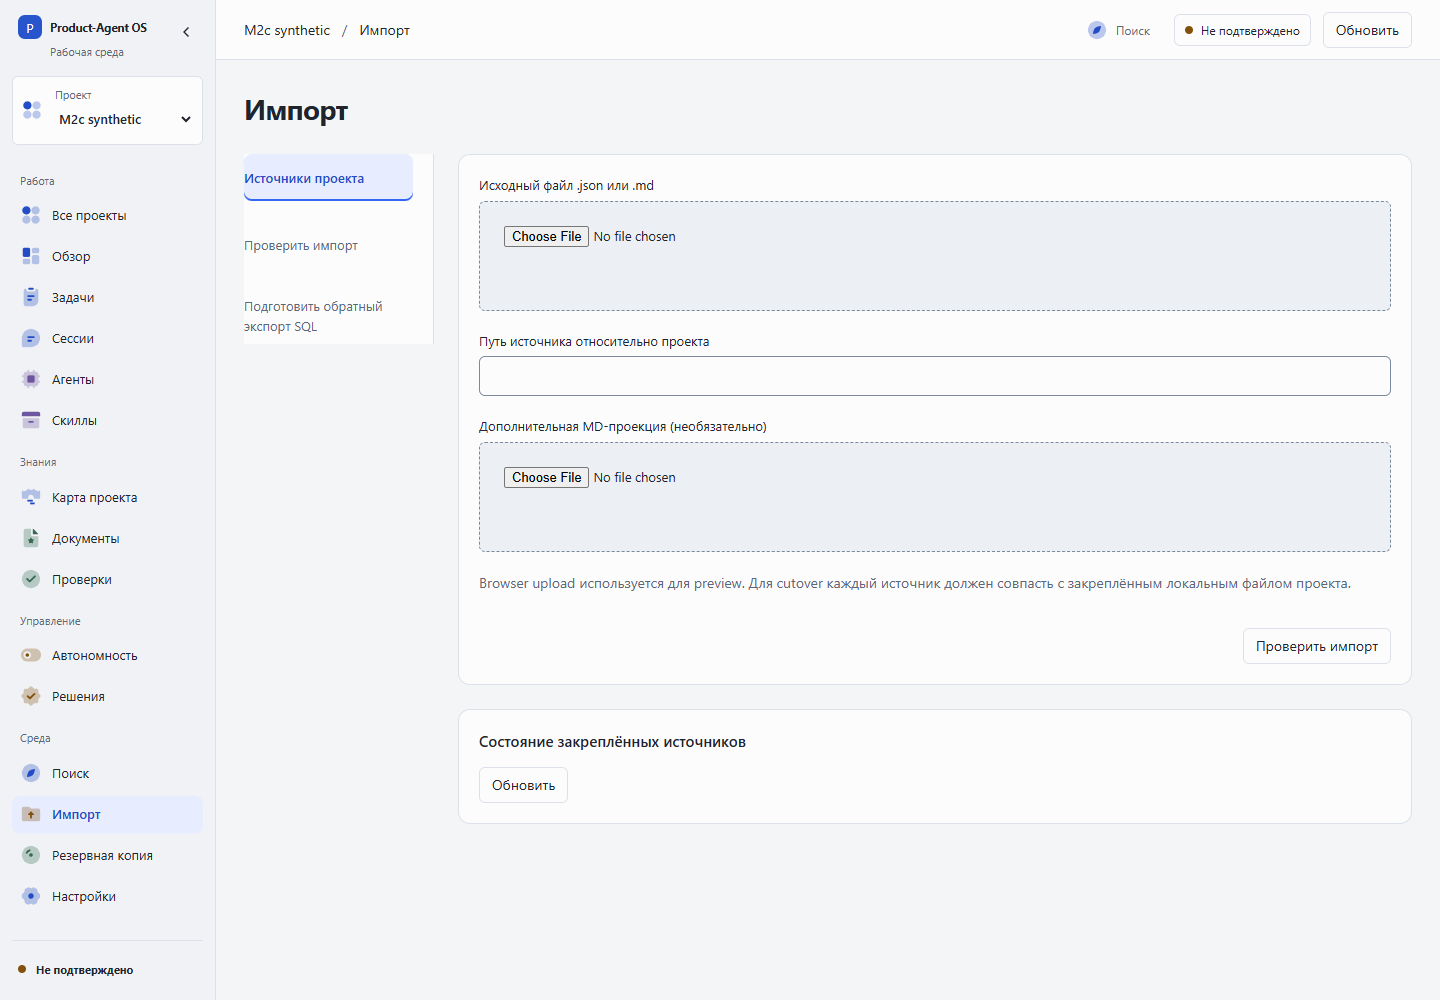 P
Product-Agent OS
Рабочая среда
Проект
M2c synthetic
Работа
Все проекты
Обзор
Задачи
Сессии
Агенты
Скиллы
Знания
Карта проекта
Документы
Проверки
Управление
Автономность
Решения
Среда
Поиск
Импорт
Резервная копия
Настройки
Не подтверждено
M2c synthetic / Импорт
Поиск
Не подтверждено
Обновить
Импорт
Источники проекта
Проверить импорт
Подготовить обратный
экспорт SQL
Исходный файл .json или .md
Choose File No file chosen
Путь источника относительно проекта
Дополнительная MD-проекция (необязательно)
Choose File No file chosen
Browser upload используется для preview. Для cutover каждый источник должен совпасть с закреплённым локальным файлом проекта.
Проверить импорт
Состояние закреплённых источников
Обновить